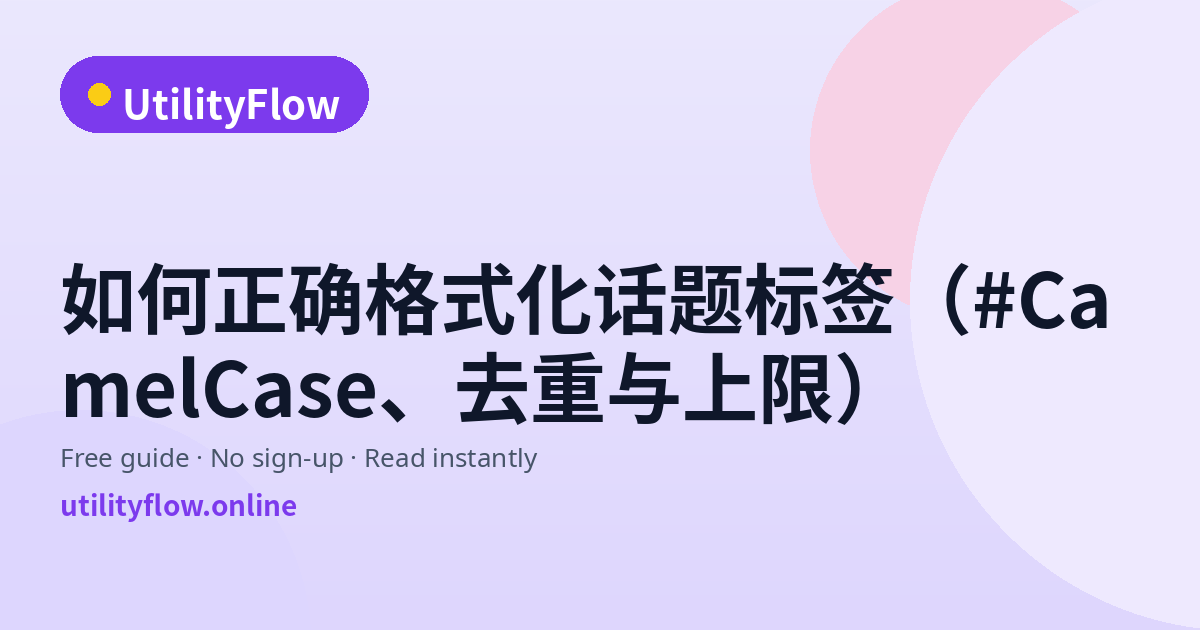 UtilityFlow
如何正确格式化话题标签（#Ca
melCase、去重与上限）
Free guide · No sign-up · Read instantly
utilityflow.online